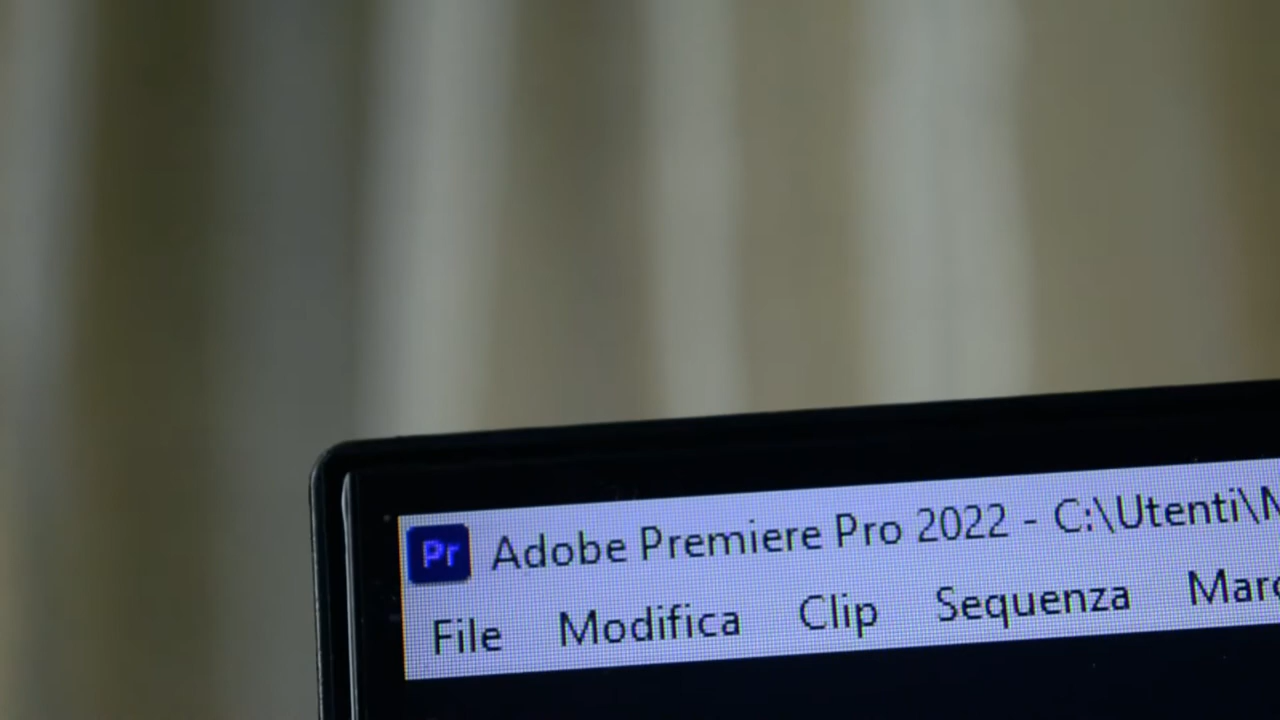 Pr Adobe Premiere Pro 2022 - C:\Utenti\
File Modifica Clip Sequenza